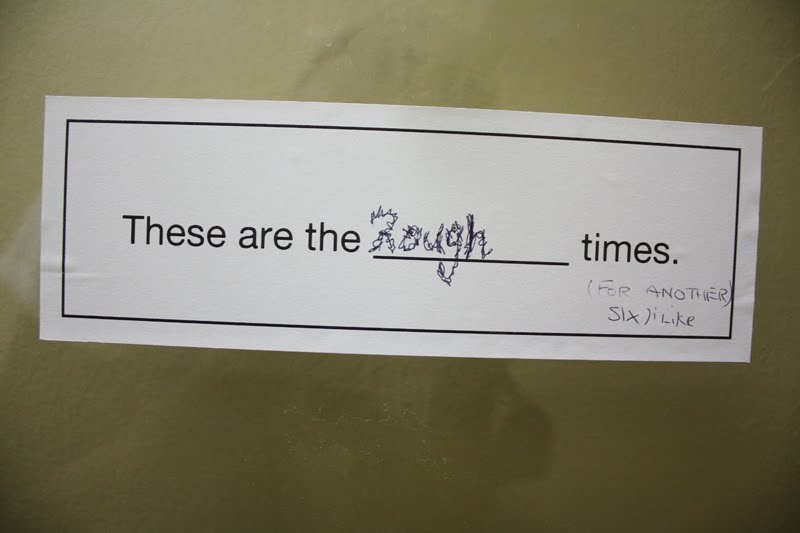 These are the Rough times.
(FOR ANOTHER)
SIX) i Like